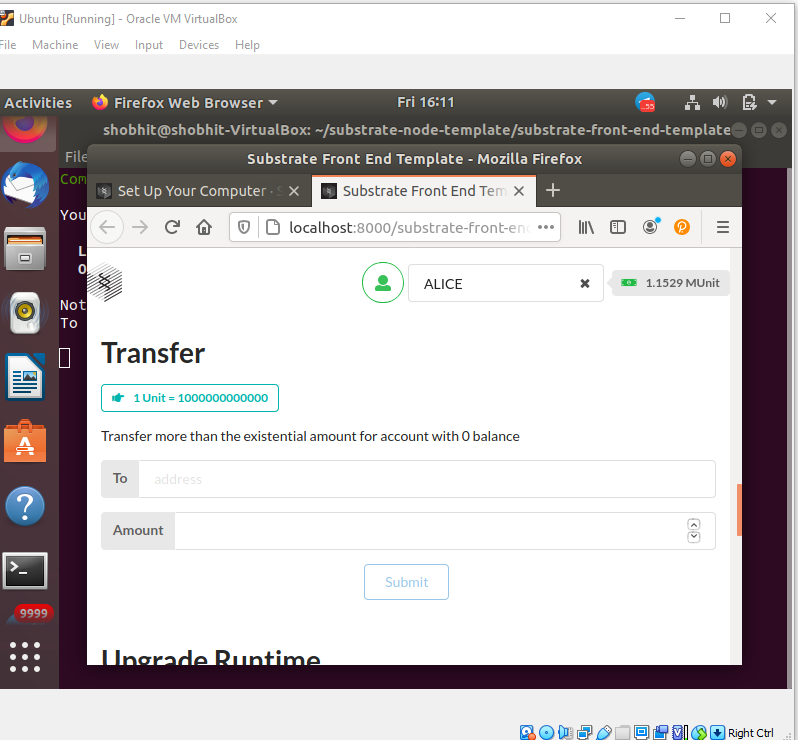 Ubuntu [Running] - Oracle VM VirtualBox
File Machine View Input Devices Help
Activities Firefox Web Browser Fri 16:11 .55
shobhit@shobhit-VirtualBox: ~/substrate-node-template/substrate-front-end-template
File
Substrate Front End Template - Mozilla Firefox
Com
Set Up Your Computer · S Substrate Front End Tem
You
localhost:8000/substrate-front-en
L
0
ALICE 1.1529 MUnit
Not
To
Transfer
1 Unit = 1000000000000
Transfer more than the existential amount for account with 0 balance
To address
Amount
Submit
9999
Upgrade Runtime
Right Ctrl